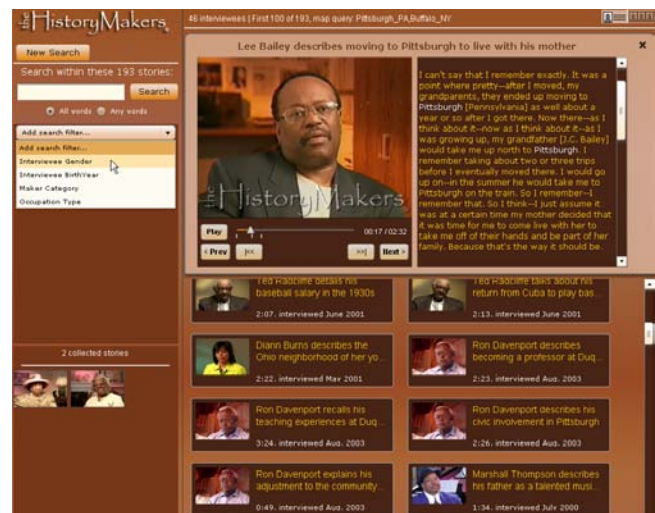 the HistoryMakers
46 interviewees | First 100 of 193, map query: Pittsburgh_PA,Buffalo_NY
New Search
Search within these 193 stories:
Search
All words
Any words
Add search filter...
Add search filter...
Interviewee Gender
Interviewee BirthYear
Maker Category
Occupation Type
Lee Bailey describes moving to Pittsburgh to live with his mother
the HistoryMakers
Play
00:17 / 02:32
< Prev
|<<
>>|
Next >
I can't say that I remember exactly. It was a
point where pretty--after I moved, my
grandparents, they ended up moving to
Pittsburgh [Pennsylvania] as well about a
year or so after I got there. Now there--as I
think about it--now as I think about it--as I
was growing up, my grandfather [J.C. Bailey]
would take me up north to Pittsburgh. I
remember taking about two or three trips
before I eventually moved there. I would go
up on--in the summer he would take me to
Pittsburgh on the train. So I remember--I
remember that. So I think--I just assume it
was at a certain time my mother decided that
it was time for me to come live with her to
take me off of their hands and be part of her
family. Because that's the way it should be.
2 collected stories
Ted Radcliffe details his
baseball salary in the 1930s
2:07. interviewed June 2001
Ted Radcliffe talks about his
return from Cuba to play bas...
2:13. interviewed June 2001
Diann Burns describes the
Ohio neighborhood of her yo...
2:22. interviewed May 2001
Ron Davenport describes
becoming a professor at Duq...
2:23. interviewed Aug. 2003
Ron Davenport recalls his
teaching experiences at Duq...
3:24. interviewed Aug. 2003
Ron Davenport describes his
civic involvement in Pittsburgh
2:26. interviewed Aug. 2003
Ron Davenport explains his
adjustment to the community...
0:49. interviewed Aug. 2003
Marshall Thompson describes
his father as a talented musi...
1:34. interviewed July 2000